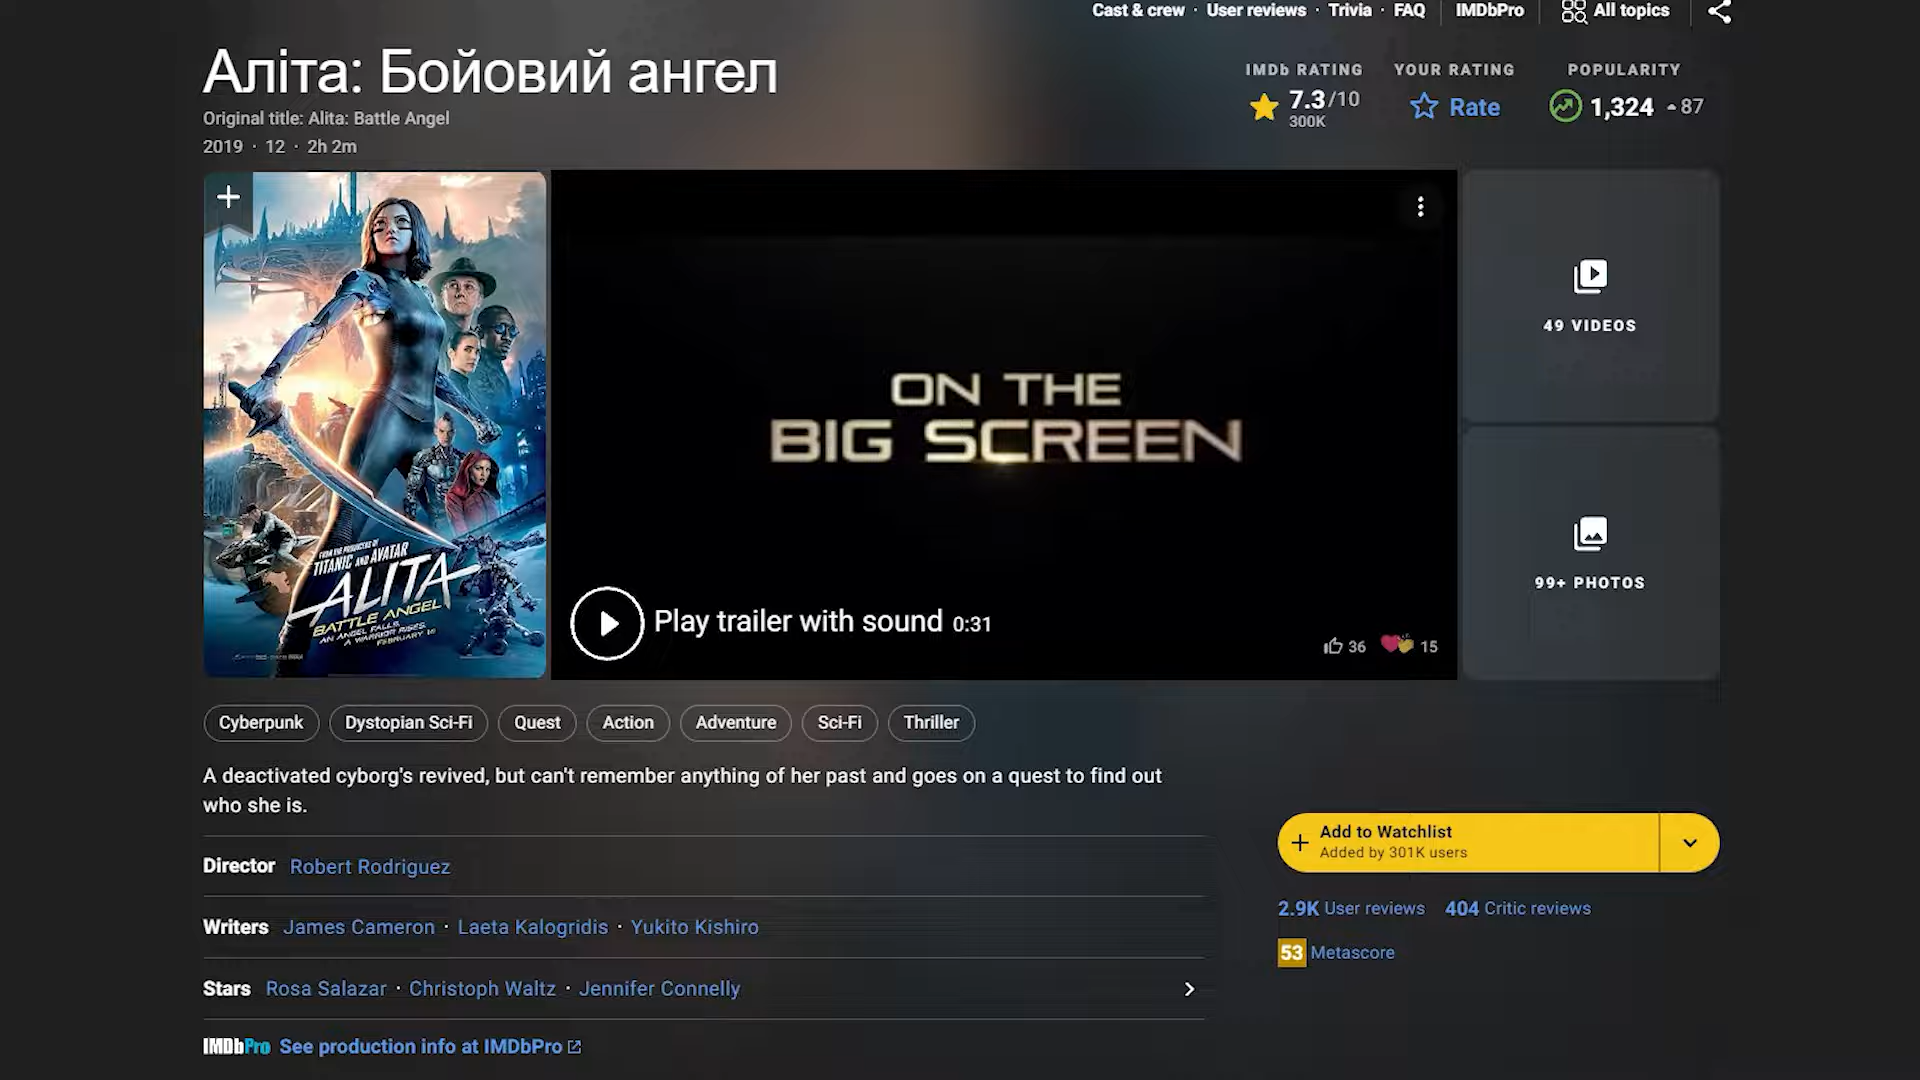 Cast & crew · User reviews · Trivia · FAQ IMDbPro All topics
Аліта: Бойовий ангел
Original title: Alita: Battle Angel
2019 · 12 · 2h 2m
IMDb RATING
7.3/10
300K
YOUR RATING
Rate
POPULARITY
1,324 87
FROM THE PRODUCERS OF
TITANIC AND AVATAR
ALITA
BATTLE ANGEL
AN ANGEL FALLS.
A WARRIOR RISES.
ON THE
BIG SCREEN
Play trailer with sound 0:31
36 15
49 VIDEOS
99+ PHOTOS
Cyberpunk Dystopian Sci-Fi Quest Action Adventure Sci-Fi Thriller
A deactivated cyborg's revived, but can't remember anything of her past and goes on a quest to find out
who she is.
Director Robert Rodriguez
Writers James Cameron · Laeta Kalogridis · Yukito Kishiro
Stars Rosa Salazar · Christoph Waltz · Jennifer Connelly
IMDbPro See production info at IMDbPro
Add to Watchlist
Added by 301K users
2.9K User reviews 404 Critic reviews
53 Metascore